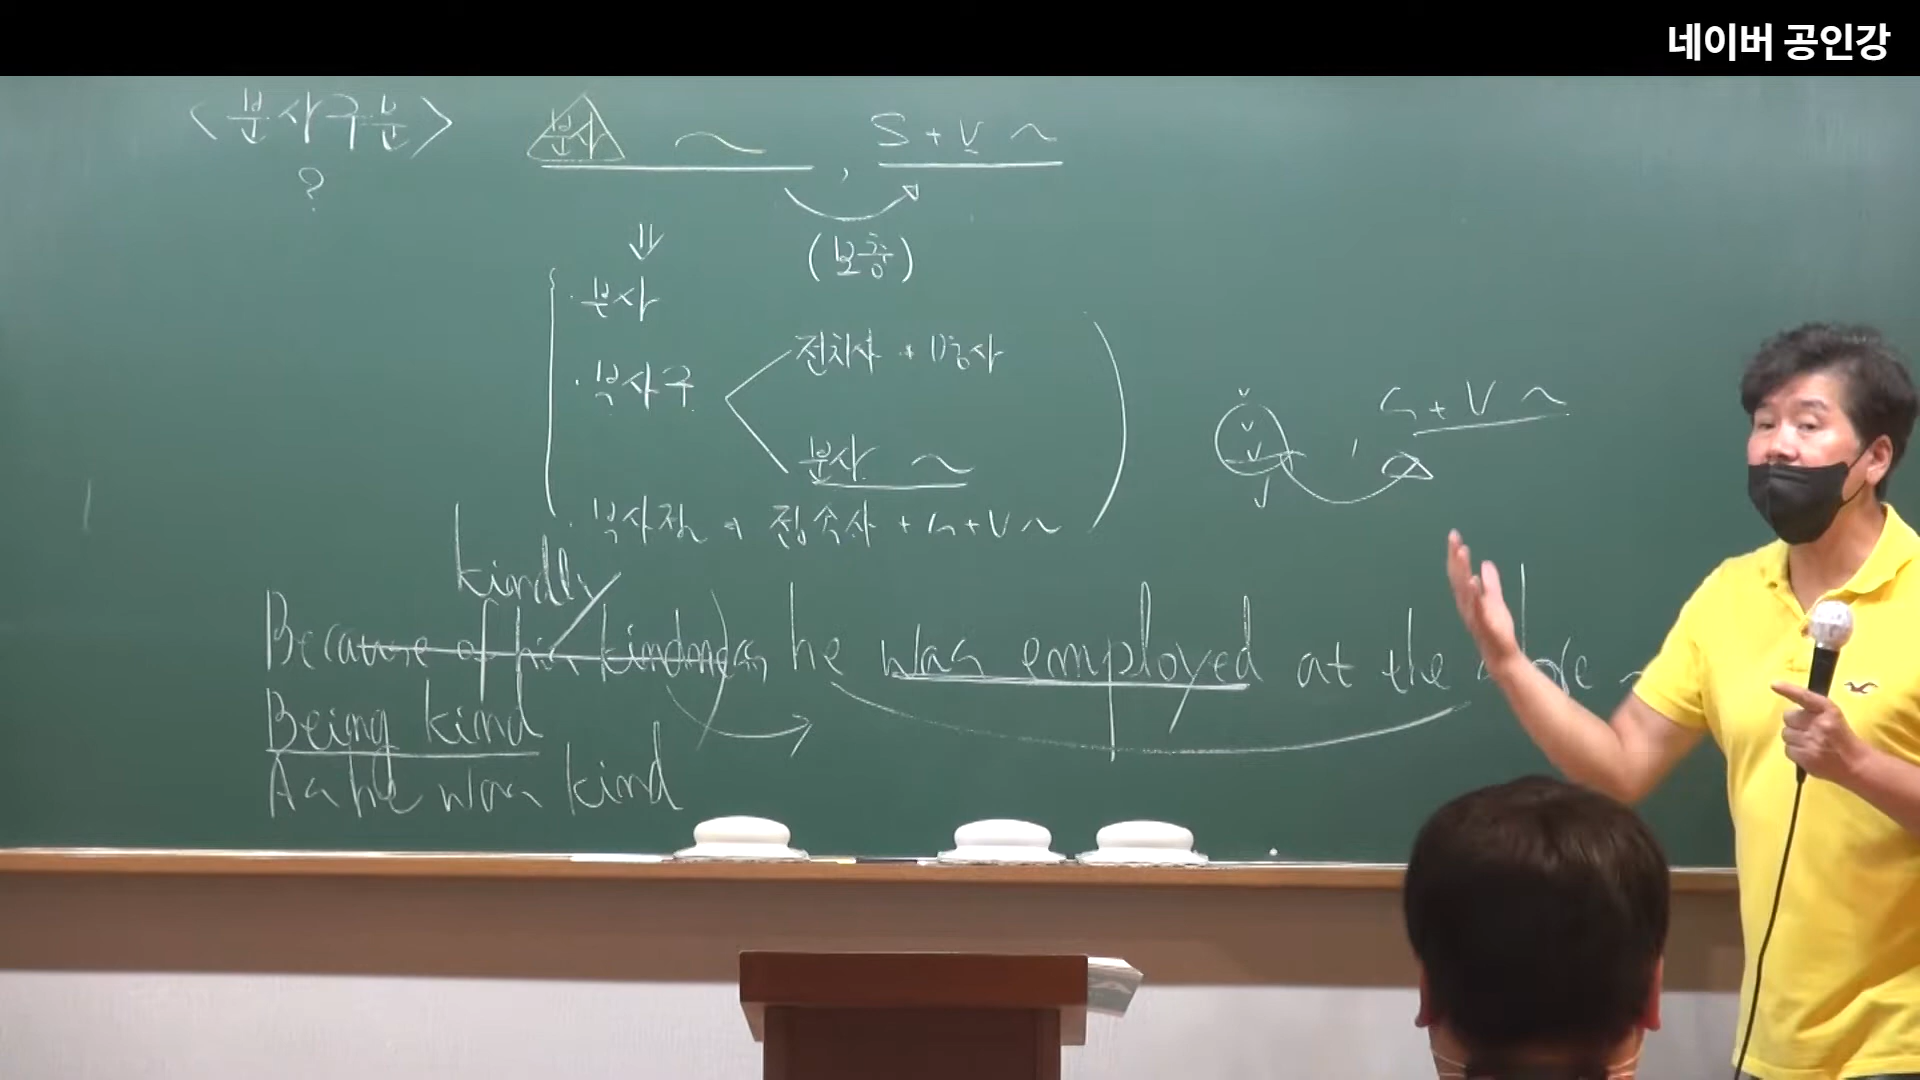 네이버 공인강
<분사구문> 분사 ~ , S + V ~
?
(보충)
⇓
· 분사
· 부사구 < 전치사 + 명사
분사 ~
· 부사절 → 접속사 + S + V ~
S + V ~
kindly
Because of his kindness, he was employed at the
Being kind
As he was kind